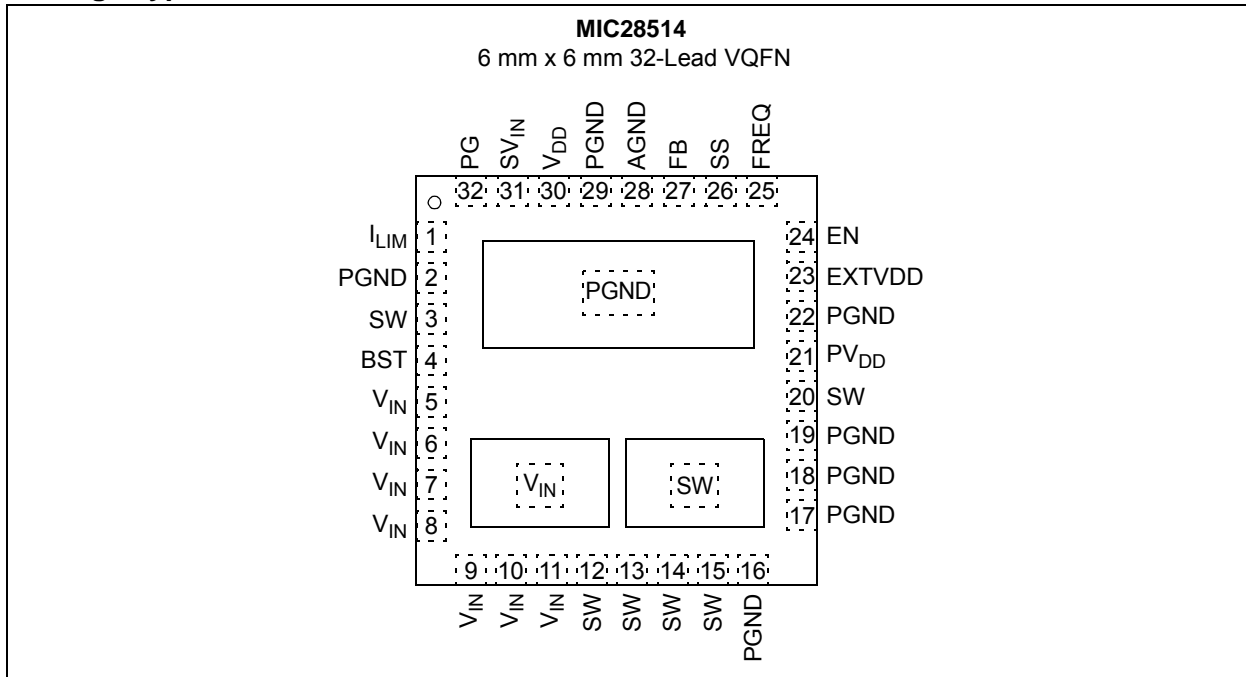 MIC28514
6 mm x 6 mm 32-Lead VQFN
PG SVIN VDD PGND AGND FB SS FREQ
32 31 30 29 28 27 26 25
ILIM 1
PGND 2
SW 3
BST 4
VIN 5
VIN 6
VIN 7
VIN 8
24 EN
23 EXTVDD
22 PGND
21 PVDD
20 SW
19 PGND
18 PGND
17 PGND
PGND
VIN
SW
9 10 11 12 13 14 15 16
VIN VIN VIN SW SW SW SW PGND